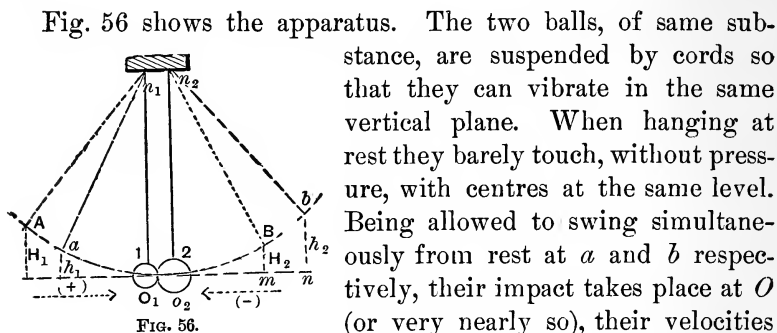 Fig. 56 shows the apparatus. The two balls, of same sub-
stance, are suspended by cords so
that they can vibrate in the same
vertical plane. When hanging at
rest they barely touch, without press-
ure, with centres at the same level.
Being allowed to swing simultane-
ously from rest at a and b respec-
tively, their impact takes place at O
(or very nearly so), their velocities
n₁ n₂
A a B b
1 2
H₁ h₁ H₂ h₂
(+) O₁ o₂ (-) m n
FIG. 56.